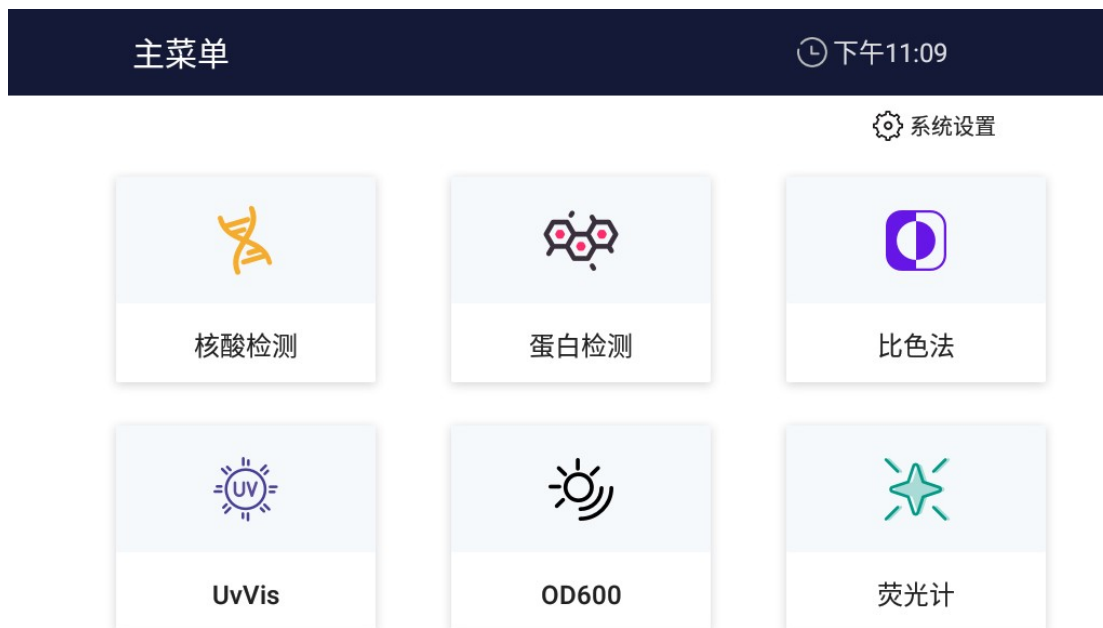 主菜单
下午11:09
系统设置
核酸检测
蛋白检测
比色法
UV
UvVis
OD600
荧光计